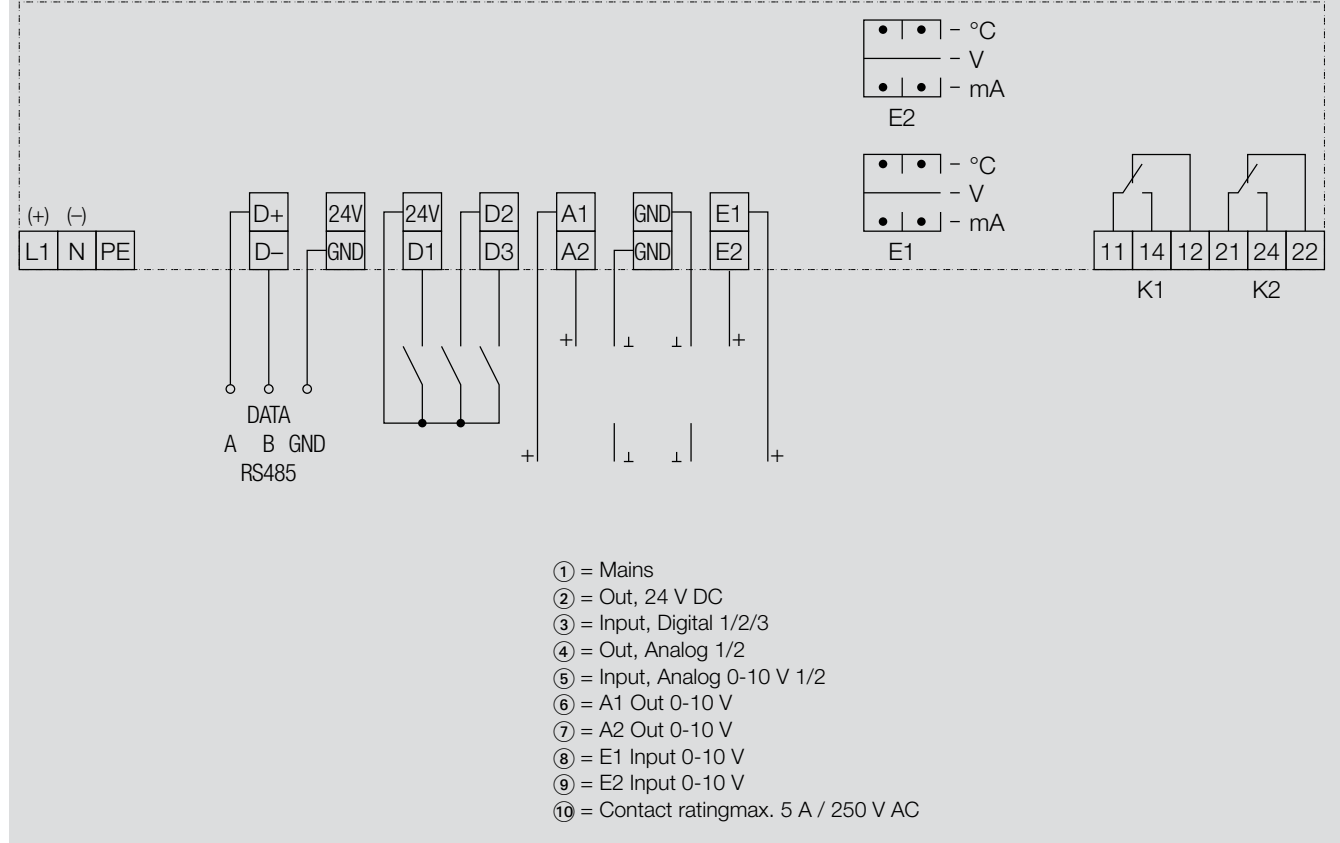 – °C
– V
– mA
E2
– °C
– V
– mA
E1
(+) (–)
L1 N PE
D+ 24V 24V D2 A1 GND E1
D– GND D1 D3 A2 GND E2
11 14 12 21 24 22
K1 K2
+ ⊥ ⊥ +
DATA
A B GND
RS485
+ ⊥ ⊥ +
① = Mains
② = Out, 24 V DC
③ = Input, Digital 1/2/3
④ = Out, Analog 1/2
⑤ = Input, Analog 0-10 V 1/2
⑥ = A1 Out 0-10 V
⑦ = A2 Out 0-10 V
⑧ = E1 Input 0-10 V
⑨ = E2 Input 0-10 V
⑩ = Contact ratingmax. 5 A / 250 V AC